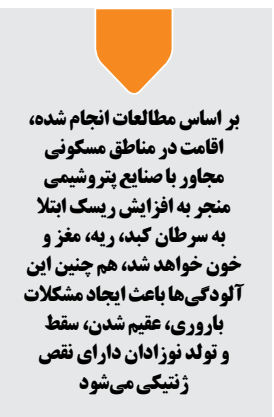 بر اساس مطالعات انجام شده،
اقامت در مناطق مسکونی
مجاور با صنایع پتروشیمی
منجر به افزایش ریسک ابتلا
به سرطان کبد، ریه، مغز و
خون خواهد شد، هم چنین این
آلودگی‌ها باعث ایجاد مشکلات
باروری، عقیم شدن، سقط
و تولد نوزادان دارای نقص
ژنتیکی می‌شود